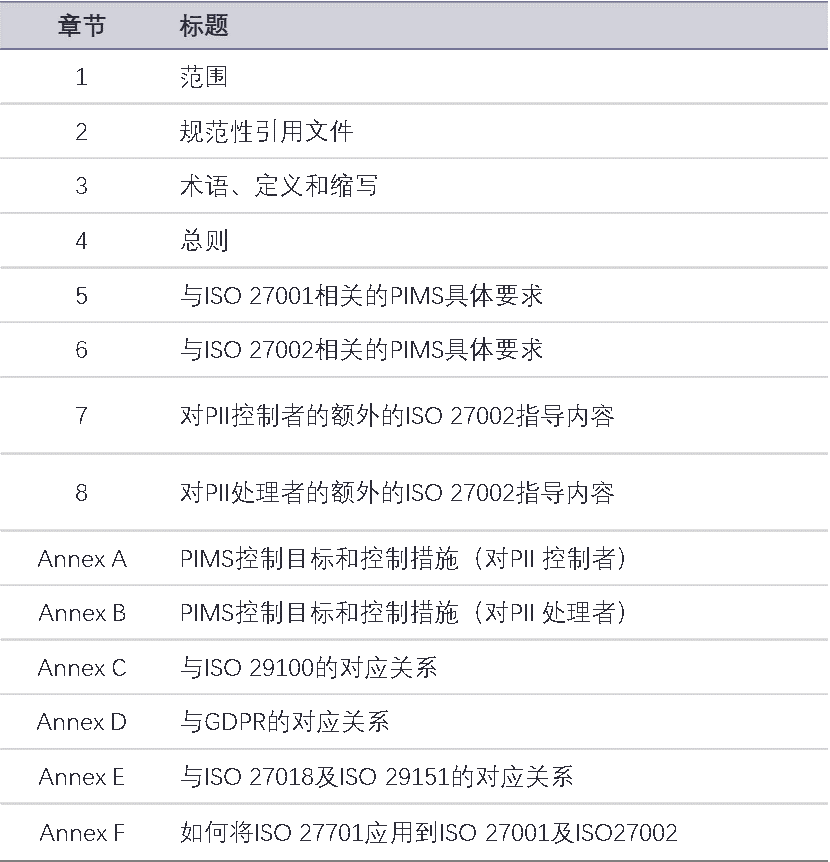 章节 标题
1 范围
2 规范性引用文件
3 术语、定义和缩写
4 总则
5 与ISO 27001相关的PIMS具体要求
6 与ISO 27002相关的PIMS具体要求
7 对PII控制者的额外的ISO 27002指导内容
8 对PII处理者的额外的ISO 27002指导内容
Annex A PIMS控制目标和控制措施（对PII 控制者）
Annex B PIMS控制目标和控制措施（对PII 处理者）
Annex C 与ISO 29100的对应关系
Annex D 与GDPR的对应关系
Annex E 与ISO 27018及ISO 29151的对应关系
Annex F 如何将ISO 27701应用到ISO 27001及ISO27002